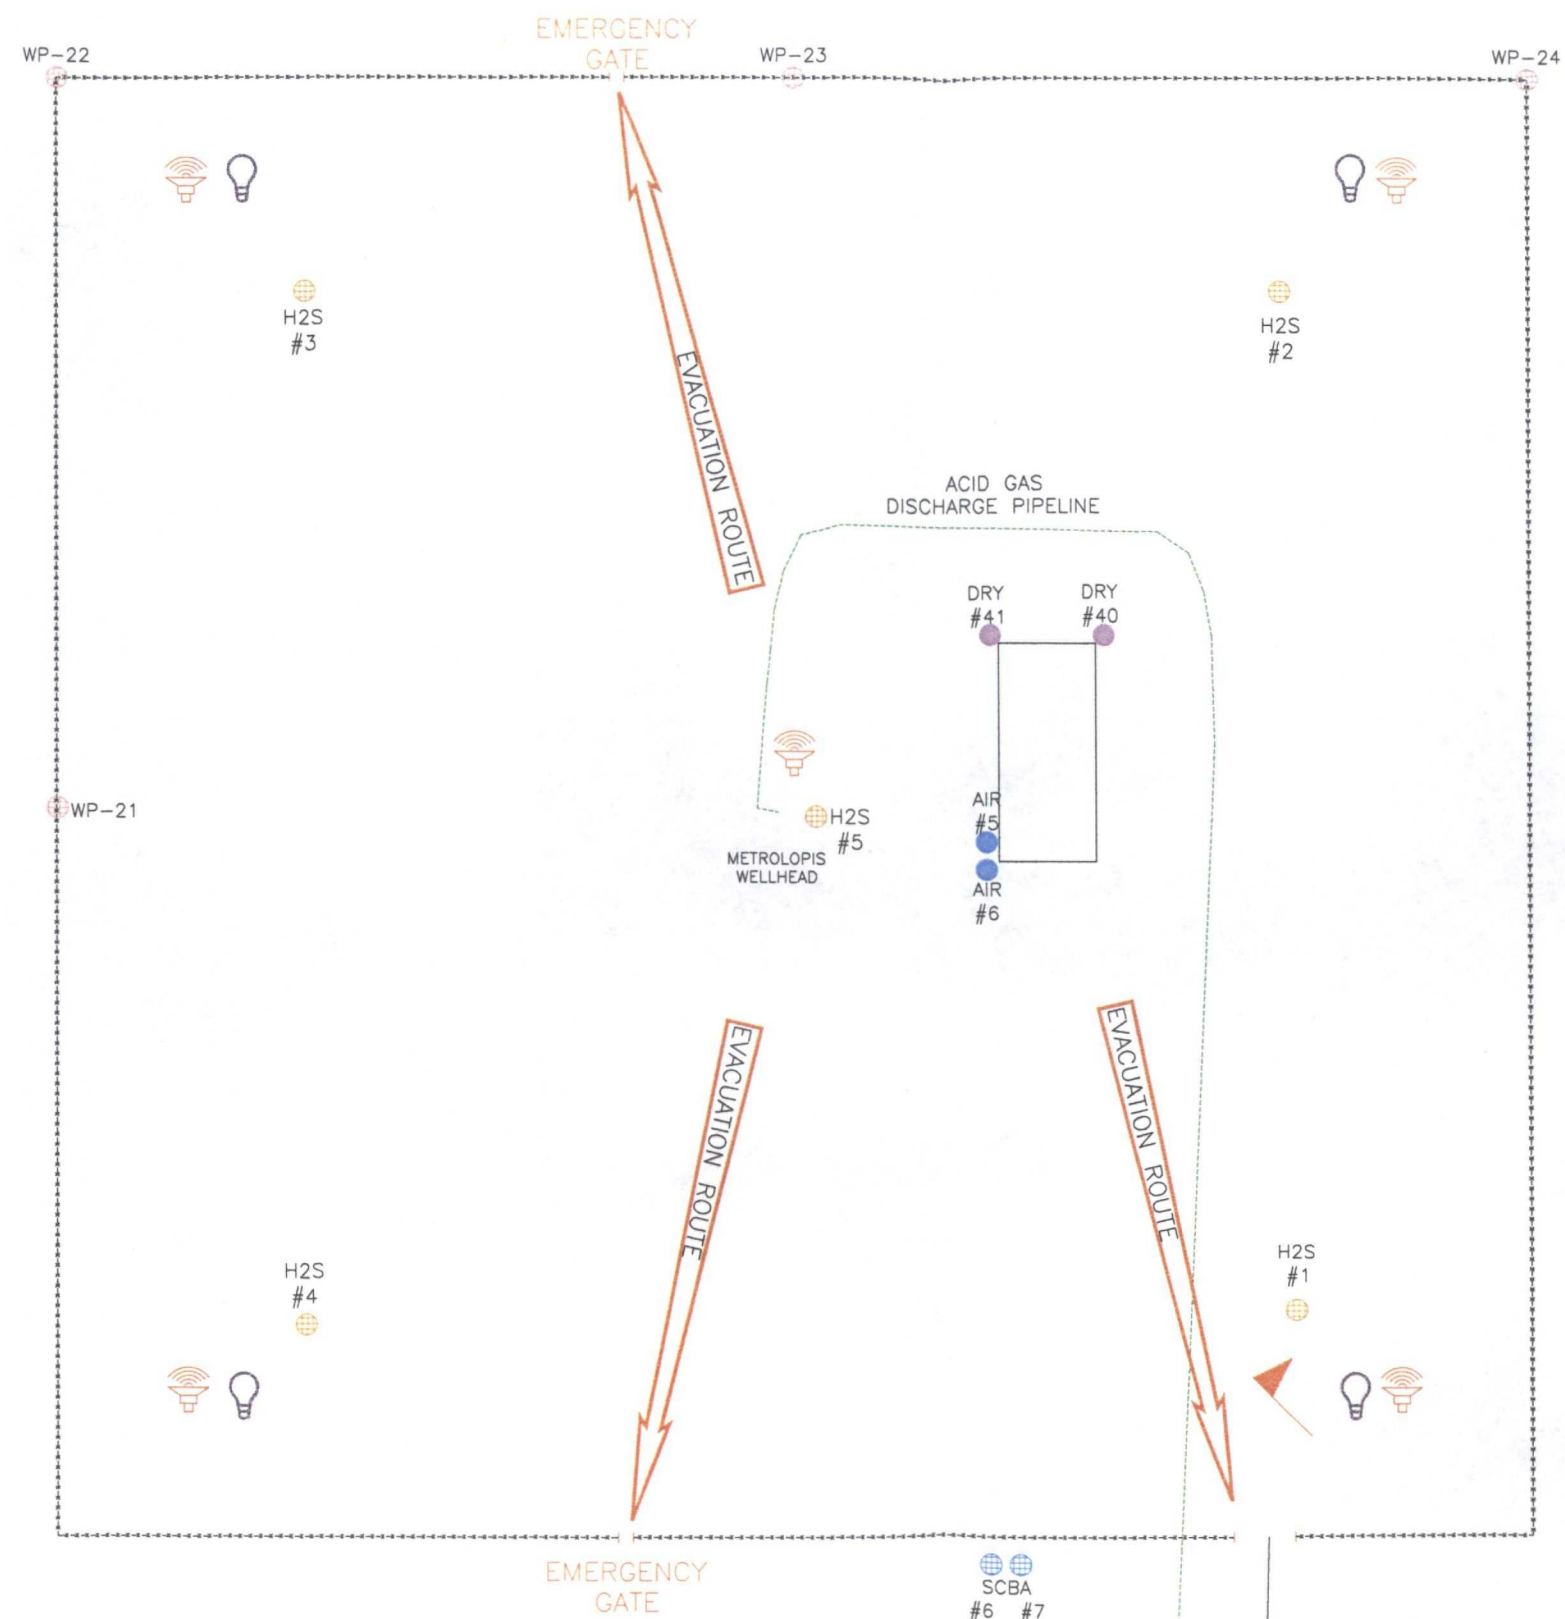 EMERGENCY
GATE
WP-22
WP-23
WP-24
H2S
#3
H2S
#2
EVACUATION ROUTE
ACID GAS
DISCHARGE PIPELINE
DRY
#41
DRY
#40
WP-21
AIR
#5
H2S
#5
METROLOPIS
WELLHEAD
AIR
#6
EVACUATION ROUTE
EVACUATION ROUTE
H2S
#4
H2S
#1
EMERGENCY
GATE
SCBA
#6 #7